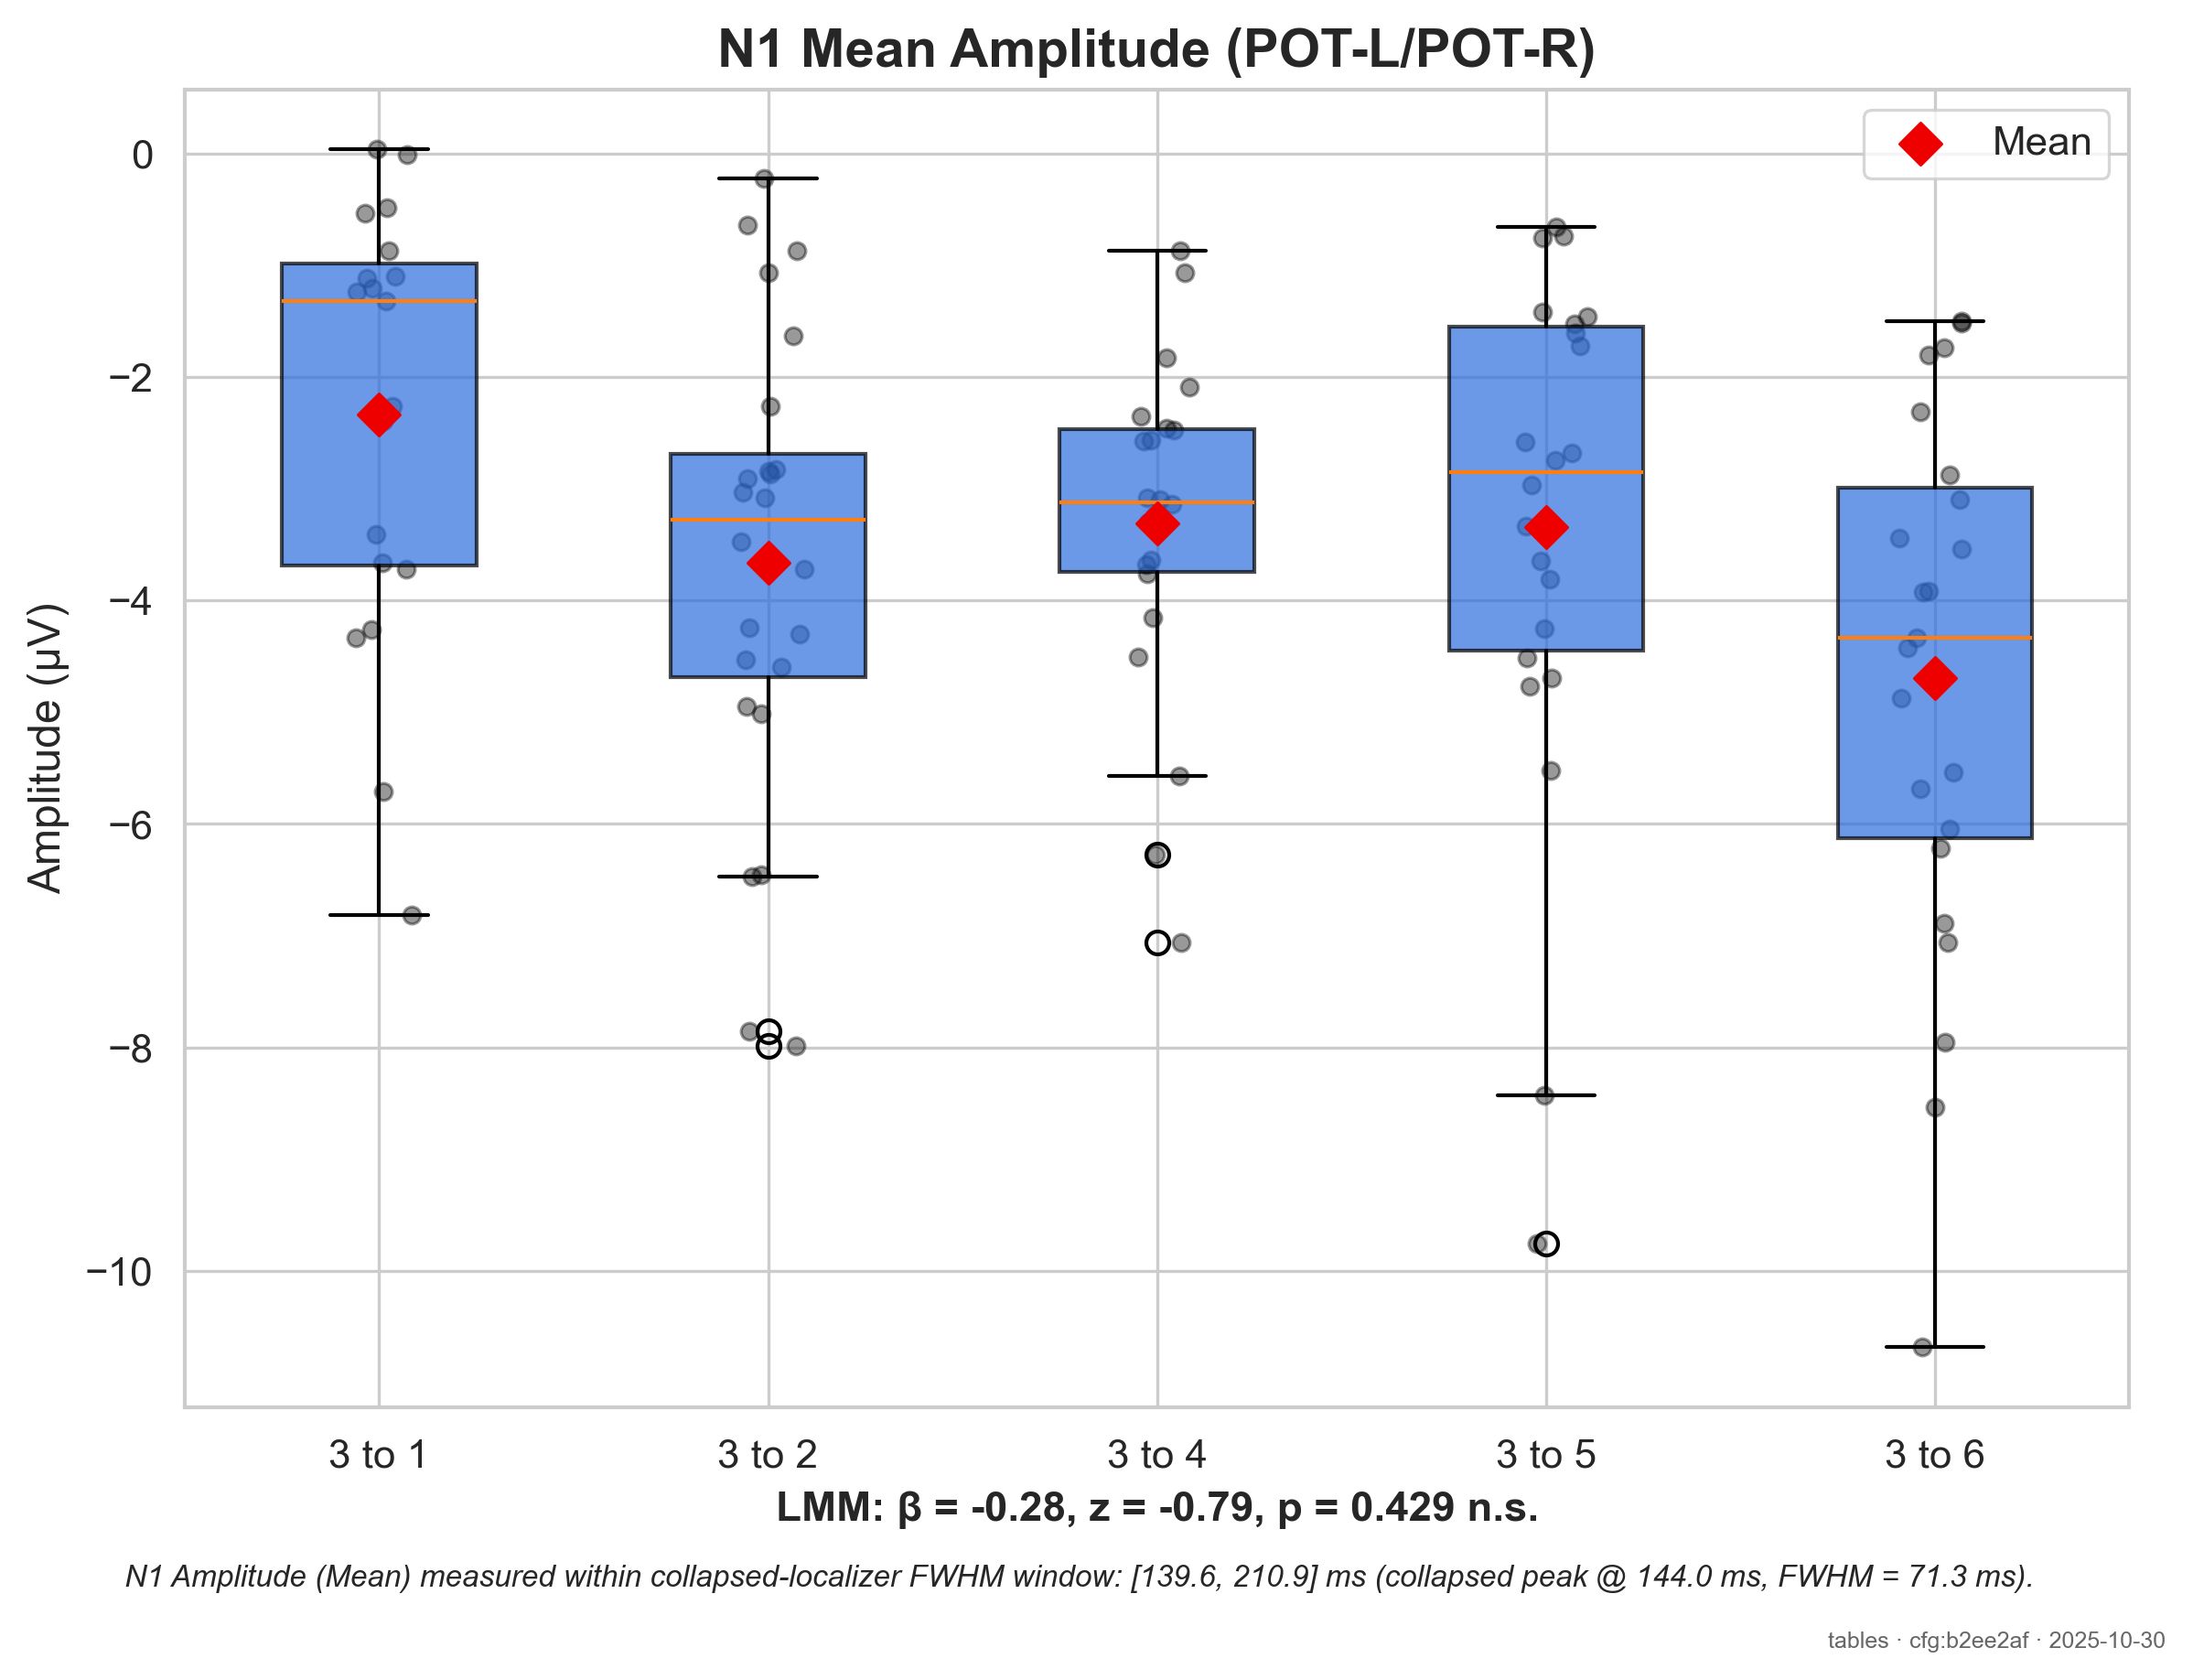 N1 Mean Amplitude (POT-L/POT-R)
Mean
Amplitude (µV)
0
−2
−4
−6
−8
−10
3 to 1 3 to 2 3 to 4 3 to 5 3 to 6
LMM: β = -0.28, z = -0.79, p = 0.429 n.s.
N1 Amplitude (Mean) measured within collapsed-localizer FWHM window: [139.6, 210.9] ms (collapsed peak @ 144.0 ms, FWHM = 71.3 ms).
tables · cfg:b2ee2af · 2025-10-30